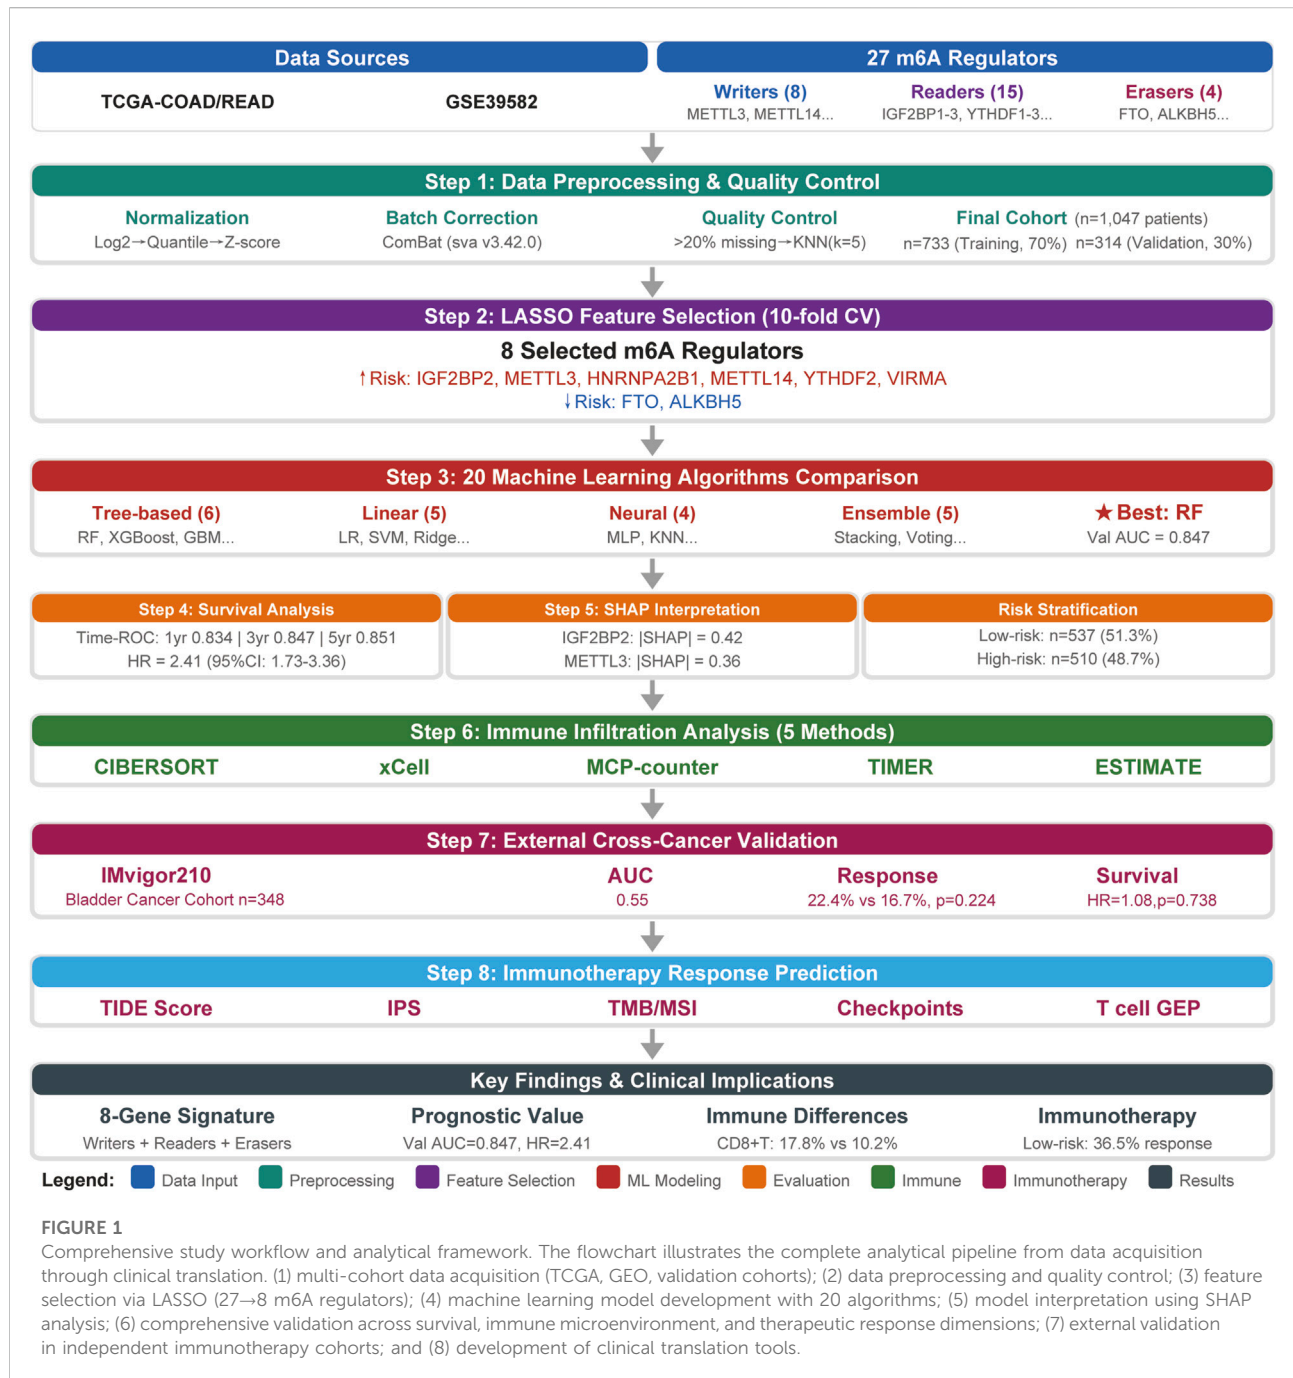 Data Sources
27 m6A Regulators
TCGA-COAD/READ
GSE39582
Writers (8)
METTL3, METTL14...
Readers (15)
IGF2BP1-3, YTHDF1-3...
Erasers (4)
FTO, ALKBH5...
Step 1: Data Preprocessing & Quality Control
Normalization
Log2→Quantile→Z-score
Batch Correction
ComBat (sva v3.42.0)
Quality Control
>20% missing→KNN(k=5)
Final Cohort (n=1,047 patients)
n=733 (Training, 70%) n=314 (Validation, 30%)
Step 2: LASSO Feature Selection (10-fold CV)
8 Selected m6A Regulators
↑Risk: IGF2BP2, METTL3, HNRNPA2B1, METTL14, YTHDF2, VIRMA
↓Risk: FTO, ALKBH5
Step 3: 20 Machine Learning Algorithms Comparison
Tree-based (6)
RF, XGBoost, GBM...
Linear (5)
LR, SVM, Ridge...
Neural (4)
MLP, KNN...
Ensemble (5)
Stacking, Voting...
★Best: RF
Val AUC = 0.847
Step 4: Survival Analysis
Time-ROC: 1yr 0.834 | 3yr 0.847 | 5yr 0.851
HR = 2.41 (95%CI: 1.73-3.36)
Step 5: SHAP Interpretation
IGF2BP2: |SHAP| = 0.42
METTL3: |SHAP| = 0.36
Risk Stratification
Low-risk: n=537 (51.3%)
High-risk: n=510 (48.7%)
Step 6: Immune Infiltration Analysis (5 Methods)
CIBERSORT
xCell
MCP-counter
TIMER
ESTIMATE
Step 7: External Cross-Cancer Validation
IMvigor210
Bladder Cancer Cohort n=348
AUC
0.55
Response
22.4% vs 16.7%, p=0.224
Survival
HR=1.08,p=0.738
Step 8: Immunotherapy Response Prediction
TIDE Score
IPS
TMB/MSI
Checkpoints
T cell GEP
Key Findings & Clinical Implications
8-Gene Signature
Writers + Readers + Erasers
Prognostic Value
Val AUC=0.847, HR=2.41
Immune Differences
CD8+T: 17.8% vs 10.2%
Immunotherapy
Low-risk: 36.5% response
Legend: Data Input Preprocessing Feature Selection ML Modeling Evaluation Immune Immunotherapy Results
FIGURE 1
Comprehensive study workflow and analytical framework. The flowchart illustrates the complete analytical pipeline from data acquisition
through clinical translation. (1) multi-cohort data acquisition (TCGA, GEO, validation cohorts); (2) data preprocessing and quality control; (3) feature
selection via LASSO (27→8 m6A regulators); (4) machine learning model development with 20 algorithms; (5) model interpretation using SHAP
analysis; (6) comprehensive validation across survival, immune microenvironment, and therapeutic response dimensions; (7) external validation
in independent immunotherapy cohorts; and (8) development of clinical translation tools.